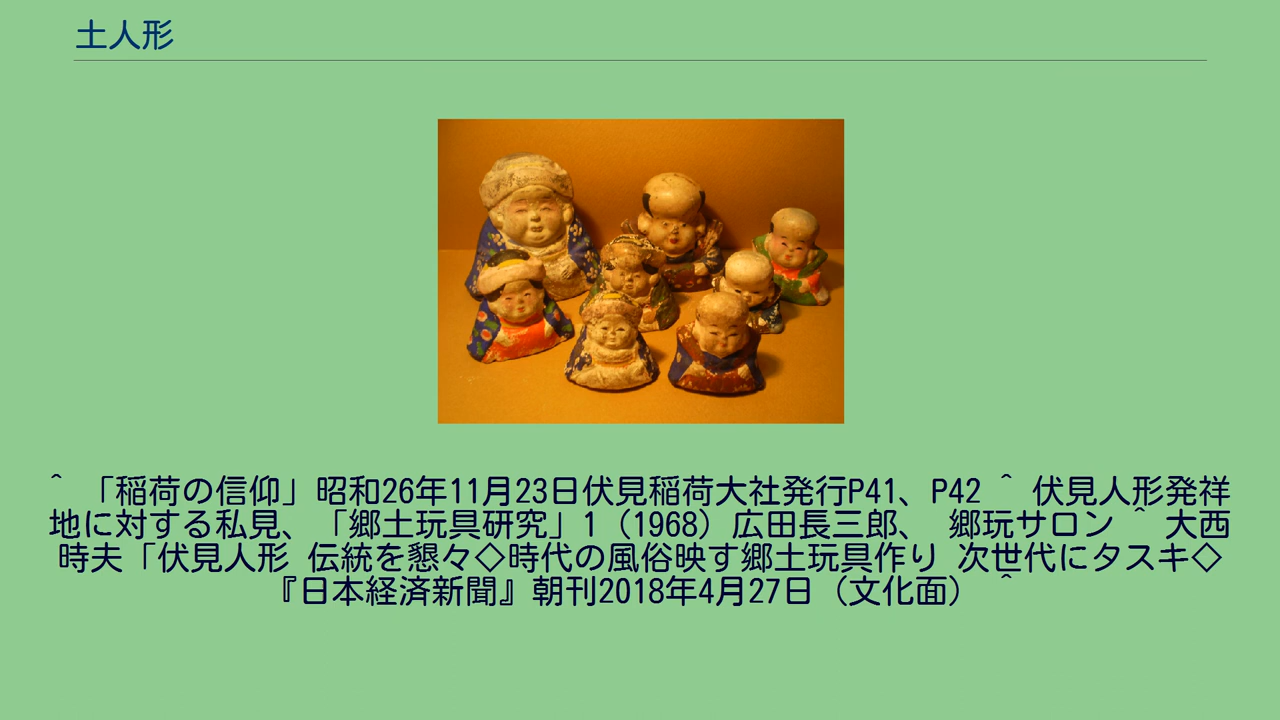 土人形
^ 「稲荷の信仰」昭和26年11月23日伏見稲荷大社発行P41、P42 ^ 伏見人形発祥
地に対する私見、「郷土玩具研究」1（1968）広田長三郎、 郷玩サロン ^ 大西
時夫「伏見人形 伝統を懇々◇時代の風俗映す郷土玩具作り 次世代にタスキ◇
『日本経済新聞』朝刊2018年4月27日（文化面） ^